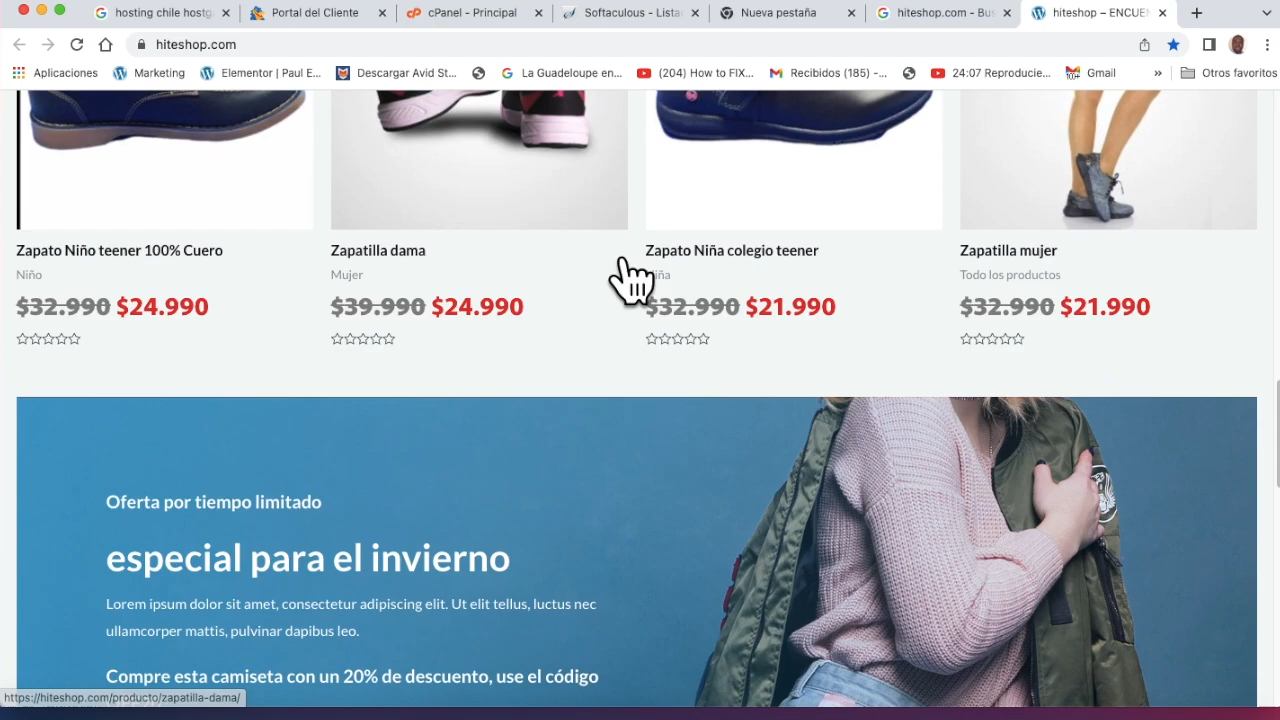 hosting chile hostg
Portal del Cliente
cPanel - Principal
Softaculous - Lista
Nueva pestaña
hiteshop.com - Bus
hiteshop – ENCUEN
hiteshop.com
Aplicaciones
Marketing
Elementor | Paul E...
Descargar Avid St...
La Guadeloupe en...
(204) How to FIX...
Recibidos (185) -...
24:07 Reproducie...
Gmail
»
Otros favoritos
Zapato Niño teener 100% Cuero
Zapatilla dama
Zapato Niña colegio teener
Zapatilla mujer
Niño
Mujer
Todo los productos
$32.990 $24.990
$39.990 $24.990
$32.990 $21.990
$32.990 $21.990
Oferta por tiempo limitado
especial para el invierno
Lorem ipsum dolor sit amet, consectetur adipiscing elit. Ut elit tellus, luctus nec
ullamcorper mattis, pulvinar dapibus leo.
Compre esta camiseta con un 20% de descuento, use el código
https://hiteshop.com/producto/zapatilla-dama/